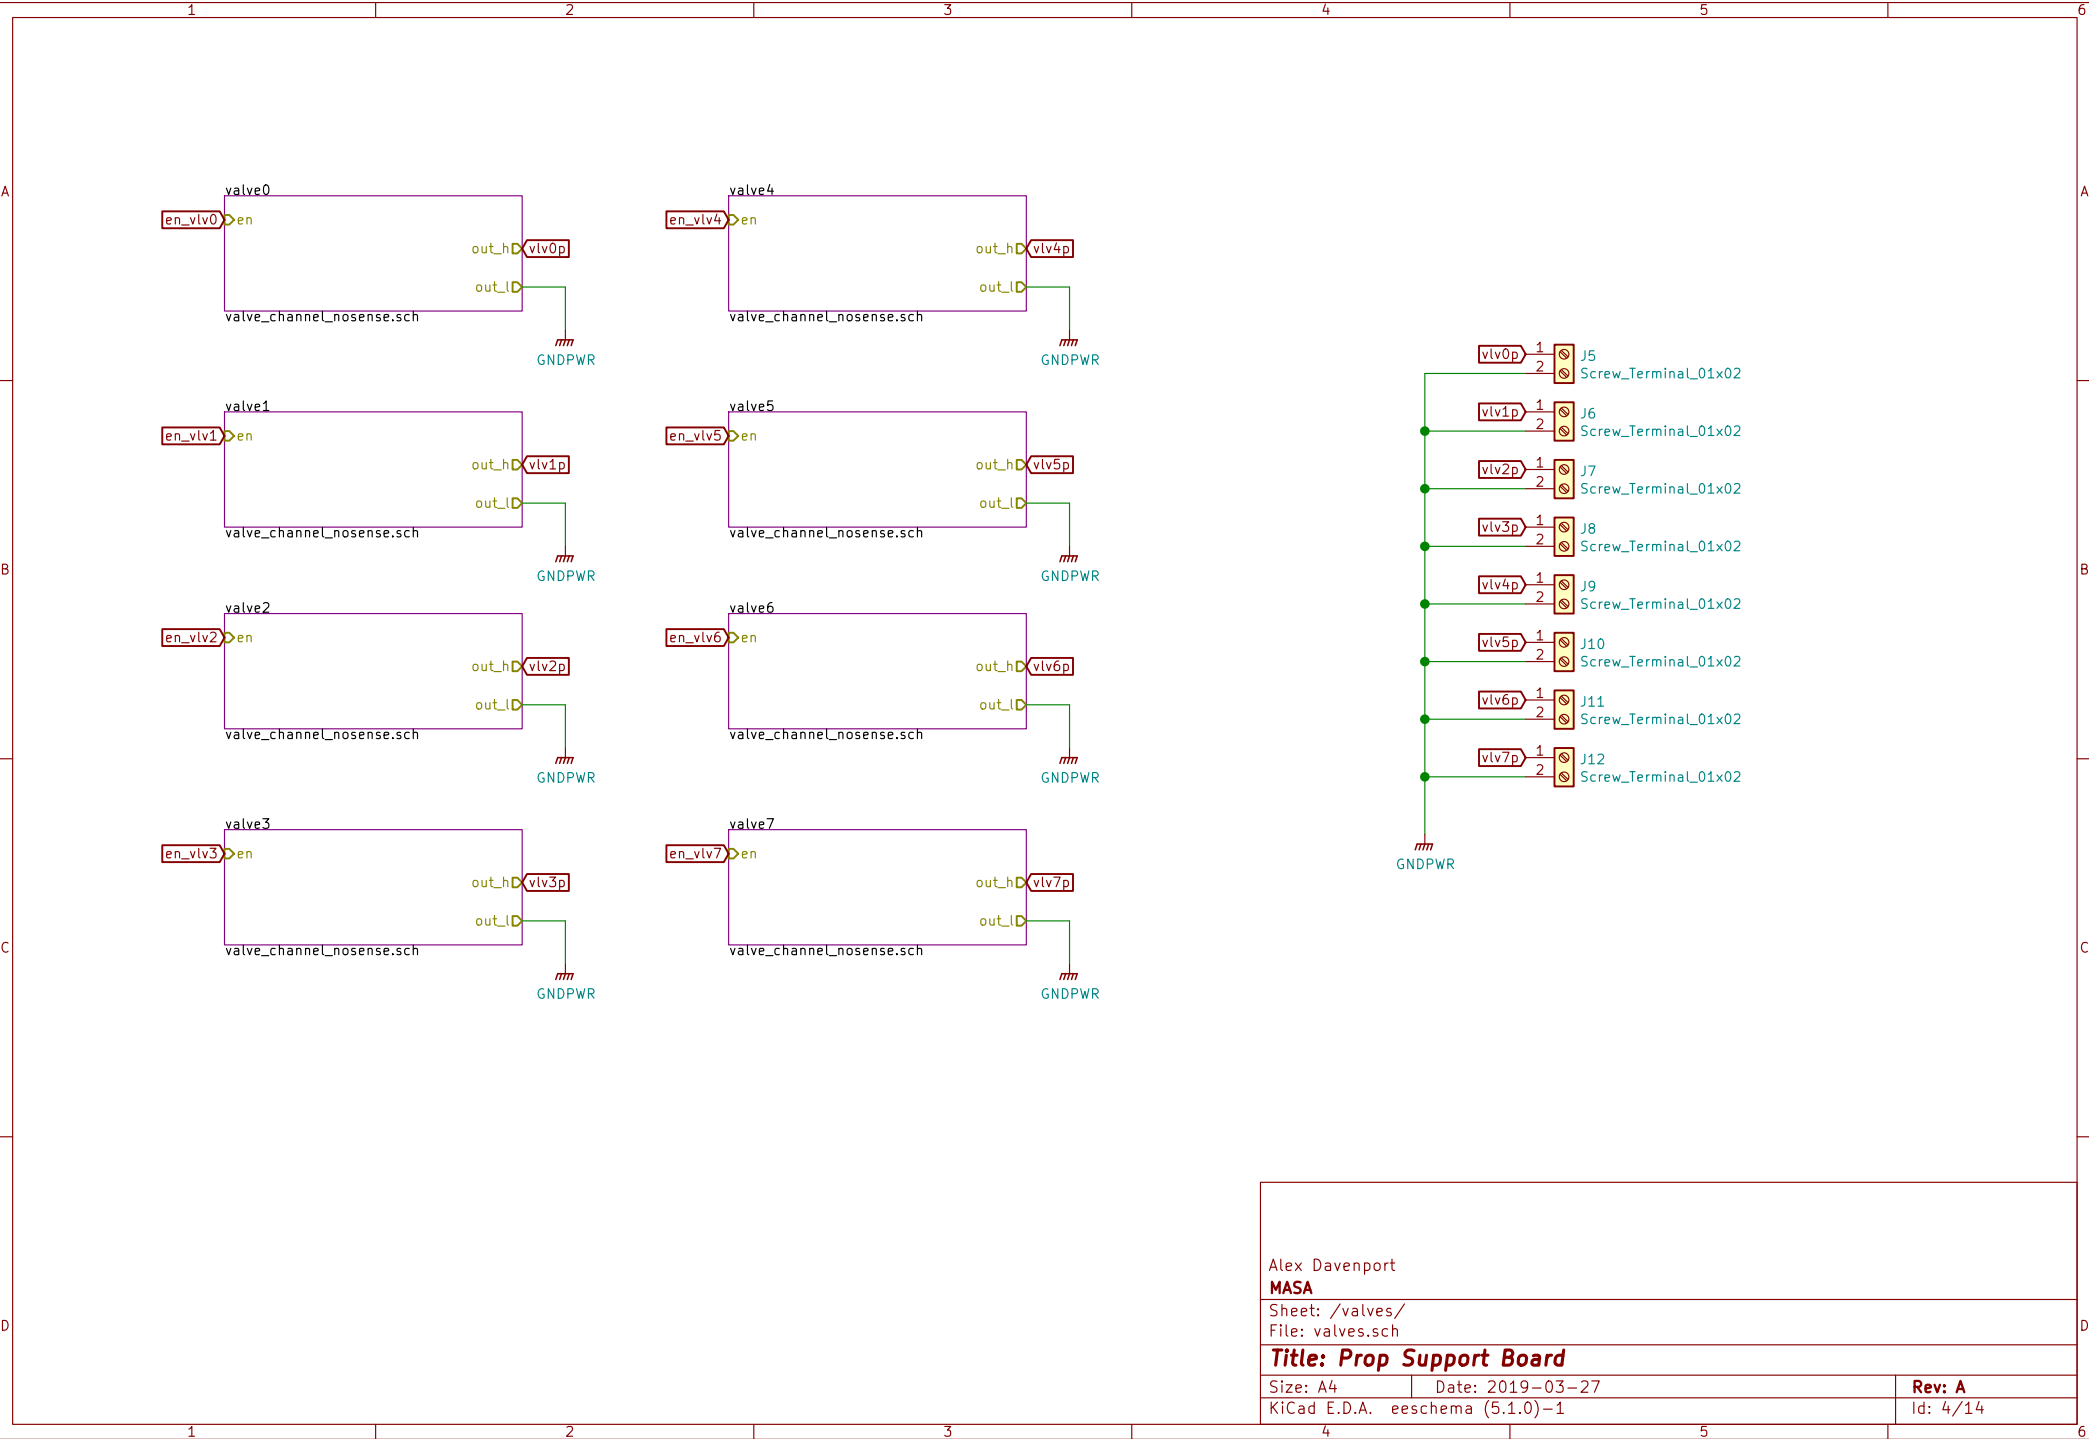 1 2 3 4 5 6
A A
valve0
en_vlv0 en
out_h vlv0p
out_l
valve_channel_nosense.sch
GNDPWR
valve4
en_vlv4 en
out_h vlv4p
out_l
valve_channel_nosense.sch
GNDPWR
valve1
en_vlv1 en
out_h vlv1p
out_l
valve_channel_nosense.sch
GNDPWR
valve5
en_vlv5 en
out_h vlv5p
out_l
valve_channel_nosense.sch
GNDPWR
B B
valve2
en_vlv2 en
out_h vlv2p
out_l
valve_channel_nosense.sch
GNDPWR
valve6
en_vlv6 en
out_h vlv6p
out_l
valve_channel_nosense.sch
GNDPWR
valve3
en_vlv3 en
out_h vlv3p
out_l
valve_channel_nosense.sch
GNDPWR
valve7
en_vlv7 en
out_h vlv7p
out_l
valve_channel_nosense.sch
GNDPWR
vlv0p 1 J5
2 Screw_Terminal_01x02
vlv1p 1 J6
2 Screw_Terminal_01x02
vlv2p 1 J7
2 Screw_Terminal_01x02
vlv3p 1 J8
2 Screw_Terminal_01x02
vlv4p 1 J9
2 Screw_Terminal_01x02
vlv5p 1 J10
2 Screw_Terminal_01x02
vlv6p 1 J11
2 Screw_Terminal_01x02
vlv7p 1 J12
2 Screw_Terminal_01x02
GNDPWR
C C
Alex Davenport
MASA
Sheet: /valves/
File: valves.sch
D D
Title: Prop Support Board
Size: A4 Date: 2019-03-27 Rev: A
KiCad E.D.A. eeschema (5.1.0)-1 Id: 4/14
1 2 3 4 5 6